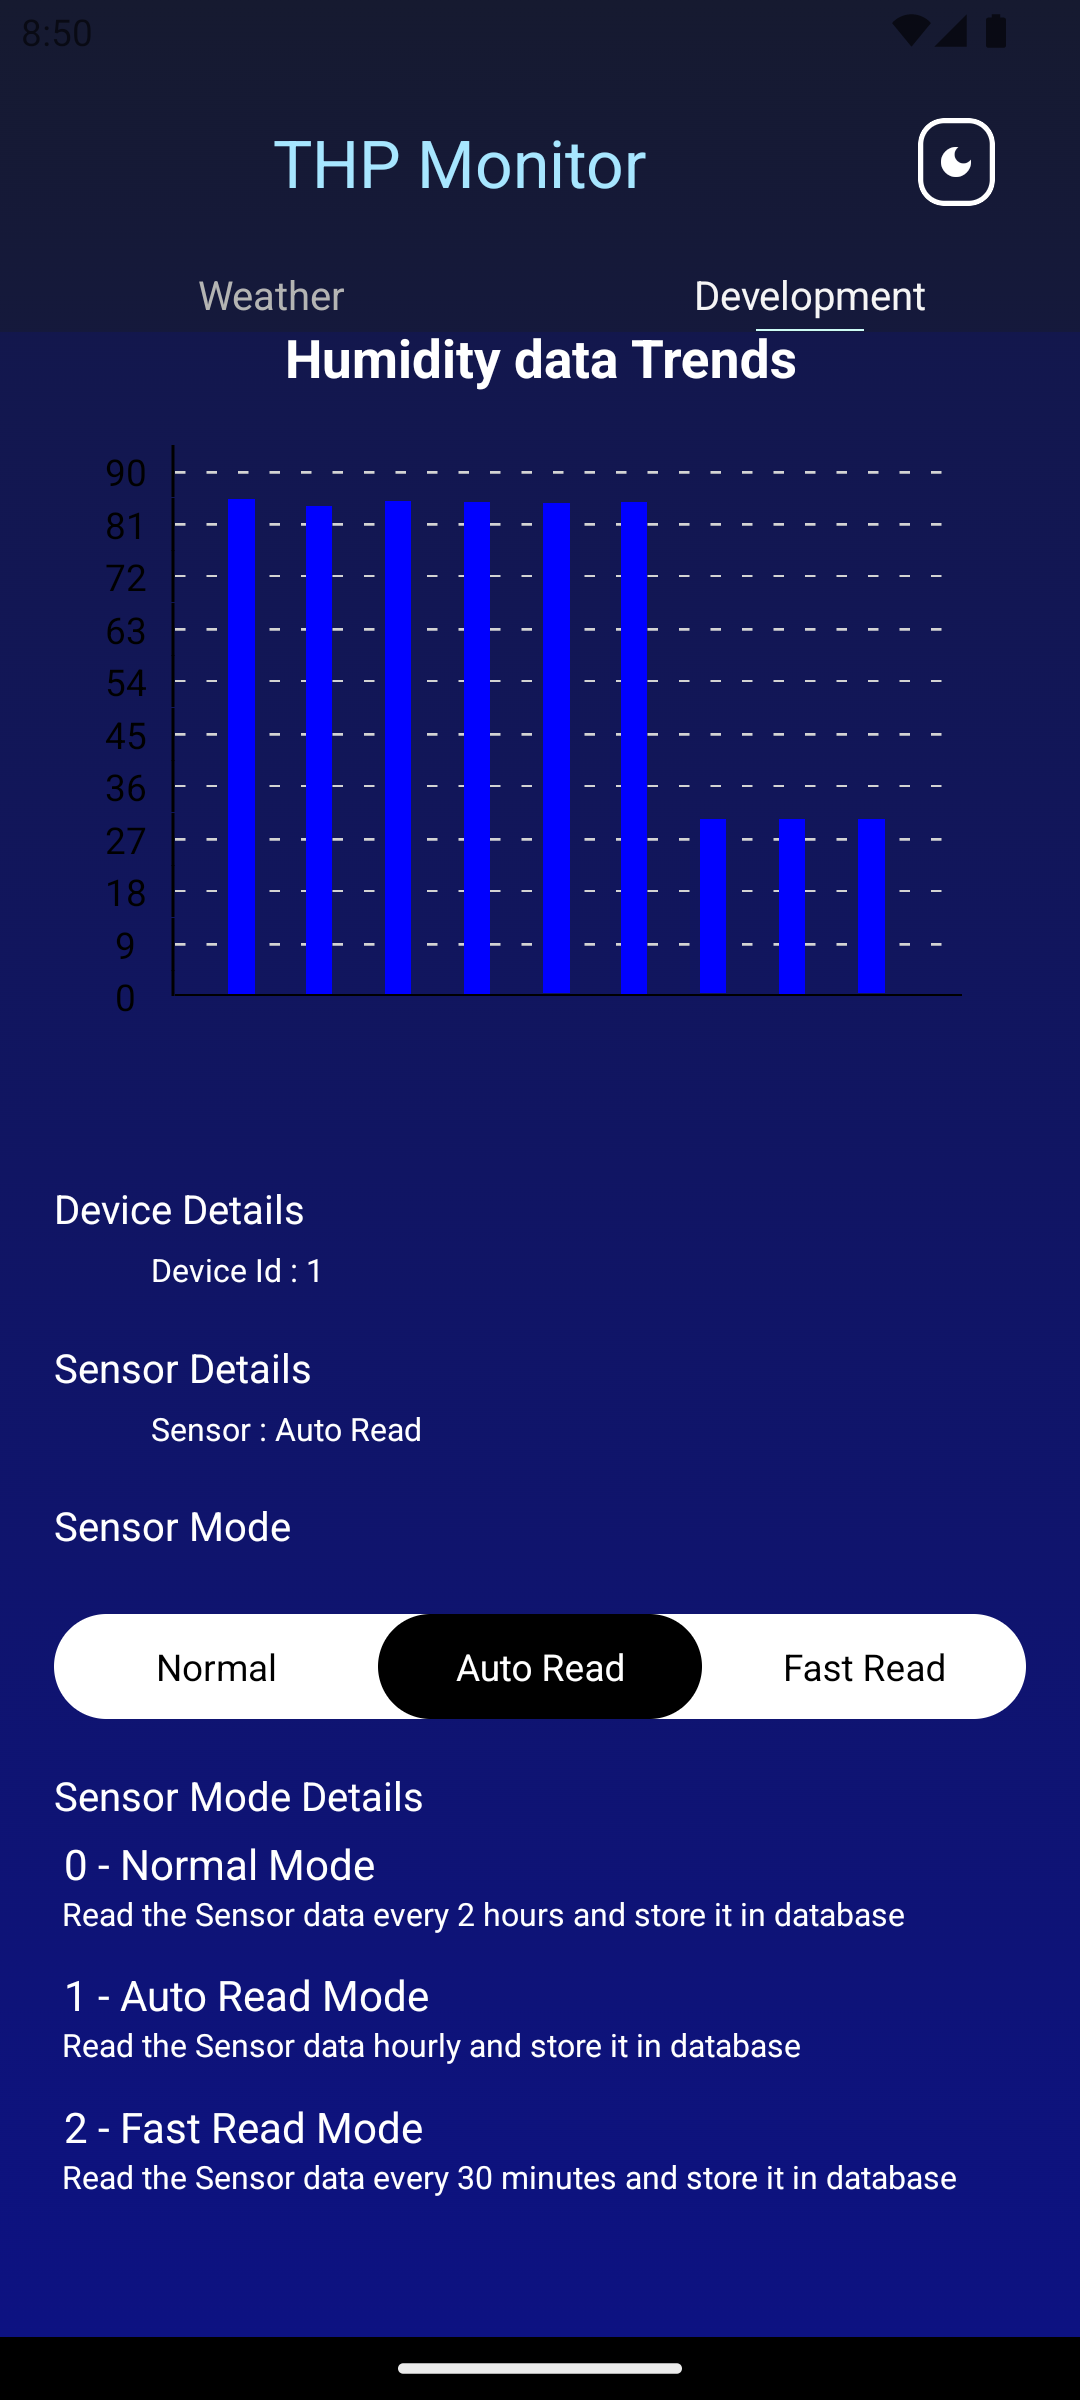 8:50
THP Monitor
Weather Development
Humidity data Trends
90
81
72
63
54
45
36
27
18
9
0
Device Details
Device Id : 1
Sensor Details
Sensor : Auto Read
Sensor Mode
Normal Auto Read Fast Read
Sensor Mode Details
0 - Normal Mode
Read the Sensor data every 2 hours and store it in database
1 - Auto Read Mode
Read the Sensor data hourly and store it in database
2 - Fast Read Mode
Read the Sensor data every 30 minutes and store it in database